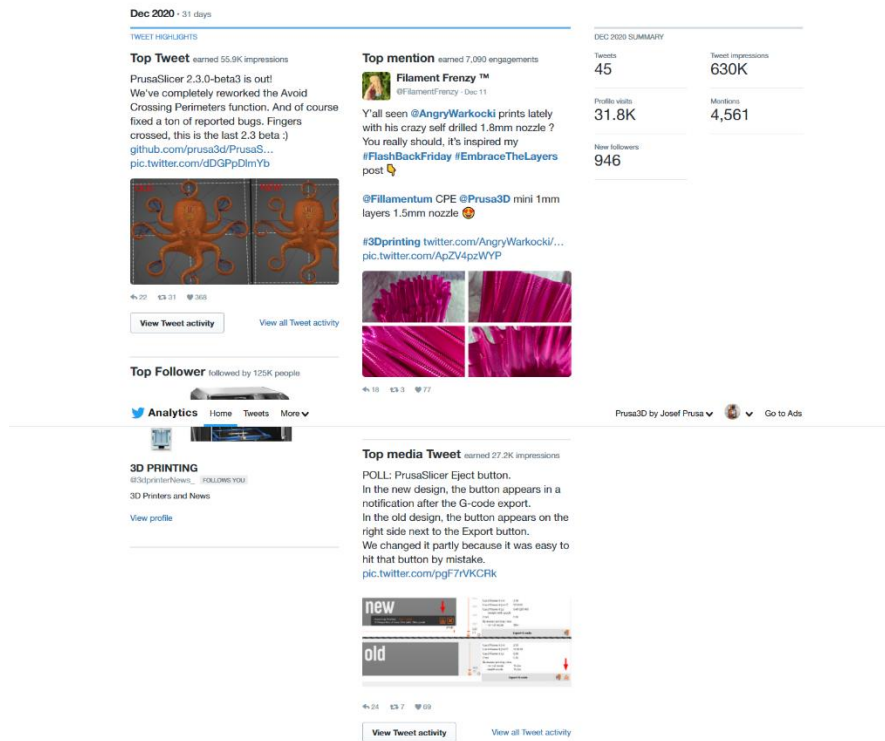 Dec 2020 • 31 days
TWEET HIGHLIGHTS
Top Tweet earned 55.9K impressions
PrusaSlicer 2.3.0-beta3 is out!
We've completely reworked the Avoid
Crossing Perimeters function. And of course
fixed a ton of reported bugs. Fingers
crossed, this is the last 2.3 beta :)
github.com/prusa3d/PrusaS…
pic.twitter.com/dDGPpDlmYb
22 31 368
View Tweet activity
View all Tweet activity
Top Follower followed by 125K people
Top mention earned 7,090 engagements
Filament Frenzy ™
@FilamentFrenzy · Dec 11
Y'all seen @AngryWarkocki prints lately
with his crazy self drilled 1.8mm nozzle ?
You really should, it's inspired my
#FlashBackFriday #EmbraceTheLayers
post 👇
@Fillamentum CPE @Prusa3D mini 1mm
layers 1.5mm nozzle 🤩
#3Dprinting twitter.com/AngryWarkocki/…
pic.twitter.com/ApZV4pzWYP
18 3 77
DEC 2020 SUMMARY
Tweets
45
Tweet impressions
630K
Profile visits
31.8K
Mentions
4,561
New followers
946
Analytics Home Tweets More
Prusa3D by Josef Prusa
Go to Ads
3D PRINTING
@3dprinterNews_ FOLLOWS YOU
3D Printers and News
View profile
Top media Tweet earned 27.2K impressions
POLL: PrusaSlicer Eject button.
In the new design, the button appears in a
notification after the G-code export.
In the old design, the button appears on the
right side next to the Export button.
We changed it partly because it was easy to
hit that button by mistake.
pic.twitter.com/pgF7rVKCRk
new
old
24 7 69
View Tweet activity
View all Tweet activity